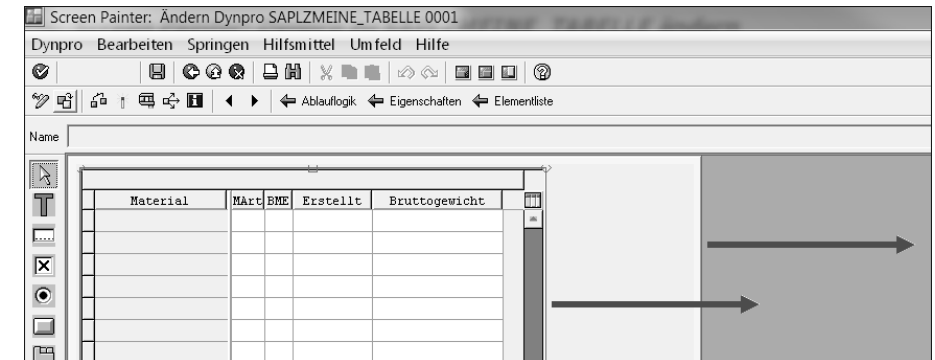 Screen Painter: Ändern Dynpro SAPLZMEINE_TABELLE 0001
Dynpro Bearbeiten Springen Hilfsmittel Umfeld Hilfe
Ablauflogik Eigenschaften Elementliste
Name
Material MArt BME Erstellt Bruttogewicht